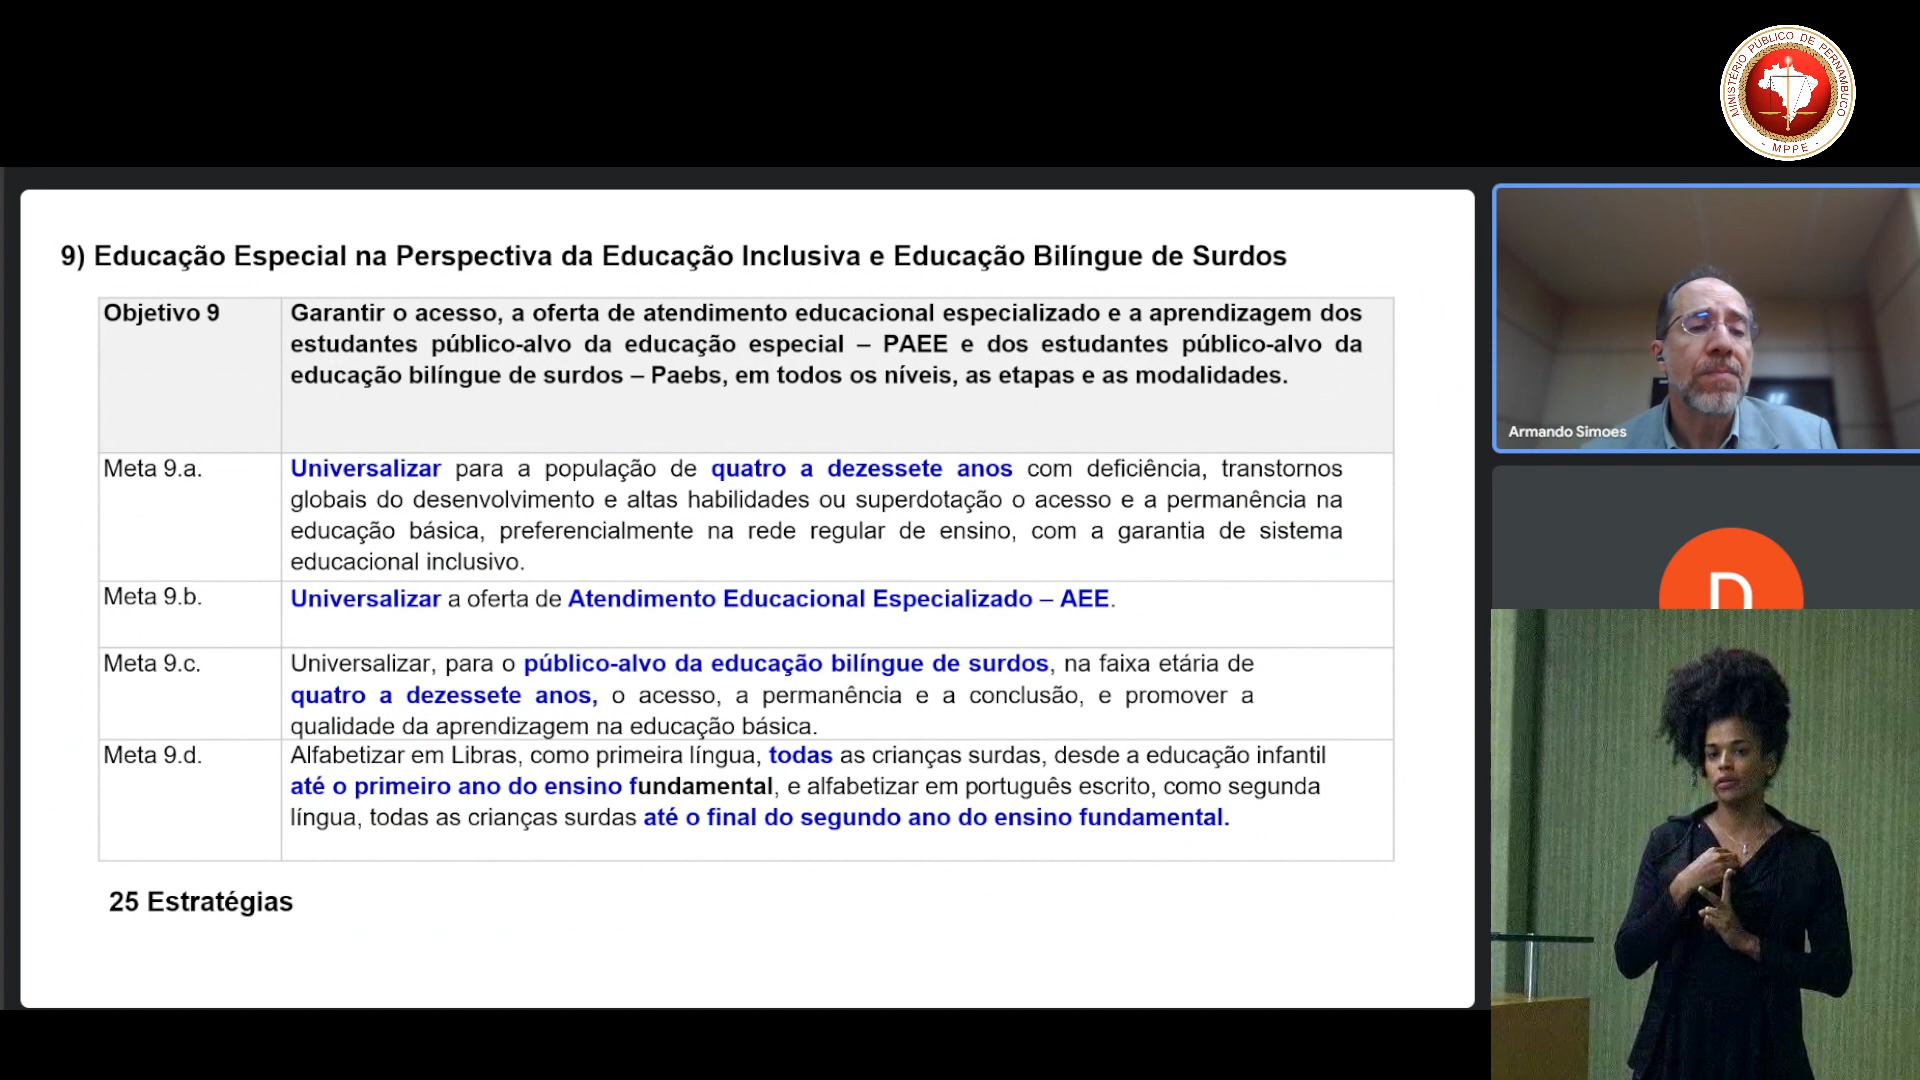 MINISTÉRIO PÚBLICO DE PERNAMBUCO
- MPPE -
9) Educação Especial na Perspectiva da Educação Inclusiva e Educação Bilíngue de Surdos
Objetivo 9
Garantir o acesso, a oferta de atendimento educacional especializado e a aprendizagem dos
estudantes público-alvo da educação especial – PAEE e dos estudantes público-alvo da
educação bilíngue de surdos – Paebs, em todos os níveis, as etapas e as modalidades.
Meta 9.a.
Universalizar para a população de quatro a dezessete anos com deficiência, transtornos
globais do desenvolvimento e altas habilidades ou superdotação o acesso e a permanência na
educação básica, preferencialmente na rede regular de ensino, com a garantia de sistema
educacional inclusivo.
Meta 9.b.
Universalizar a oferta de Atendimento Educacional Especializado – AEE.
Meta 9.c.
Universalizar, para o público-alvo da educação bilíngue de surdos, na faixa etária de
quatro a dezessete anos, o acesso, a permanência e a conclusão, e promover a
qualidade da aprendizagem na educação básica.
Meta 9.d.
Alfabetizar em Libras, como primeira língua, todas as crianças surdas, desde a educação infantil
até o primeiro ano do ensino fundamental, e alfabetizar em português escrito, como segunda
língua, todas as crianças surdas até o final do segundo ano do ensino fundamental.
25 Estratégias
Armando Simoes
D